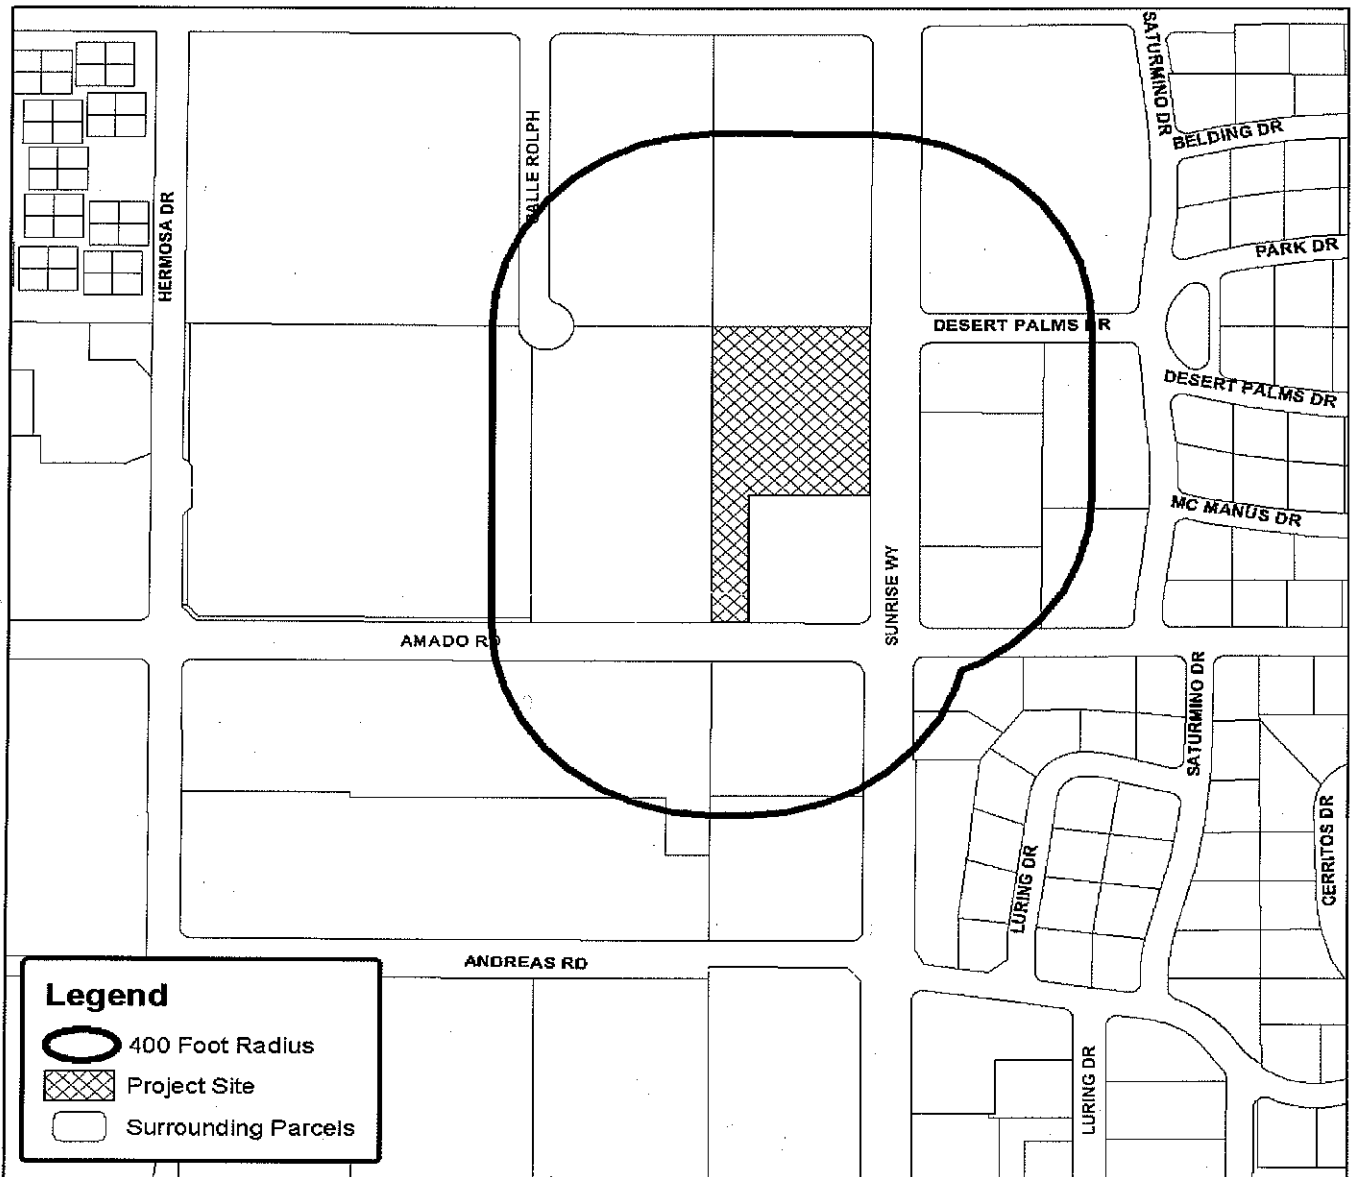 SATURMINO DR
BELDING DR
CALLE ROLPH
HERMOSA DR
PARK DR
DESERT PALMS DR
DESERT PALMS DR
MC MANUS DR
SUNRISE WY
AMADO RD
SATURMINO DR
CERRITOS DR
LURING DR
ANDREAS RD
LURING DR
Legend
400 Foot Radius
Project Site
Surrounding Parcels